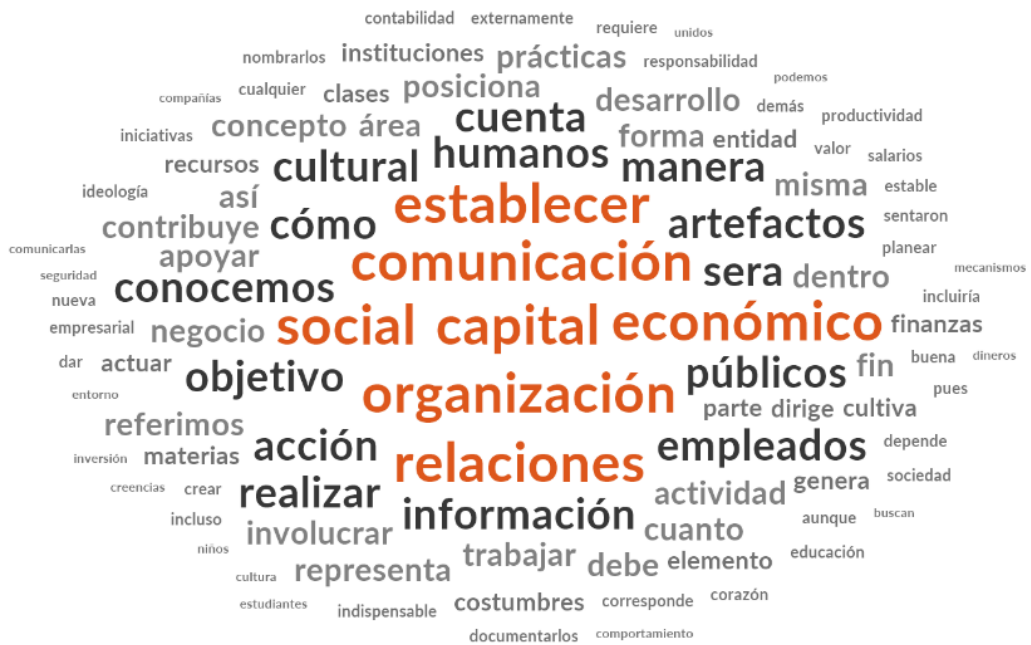 contabilidad externamente
requiere unidos
nombrarlos instituciones prácticas responsabilidad
compañías cualquier clases posiciona desarrollo podemos
iniciativas concepto área cuenta forma entidad demás productividad
recursos cultural humanos manera valor salarios
ideología así establecer misma estable
contribuye cómo artefactos sentaron
comunicarlas apoyar comunicación sera dentro planear mecanismos
seguridad nueva conocemos incluiría
empresarial negocio social capital económico finanzas
dar actuar objetivo públicos fin buena dineros
entorno organización parte dirige cultiva pues
referimos acción relaciones empleados depende
inversión materias genera sociedad
creencias crear realizar información actividad buscan
incluso involucrar cuanto aunque
niños trabajar debe elemento educación
cultura representa
estudiantes indispensable costumbres corresponde corazón
documentarlos comportamiento